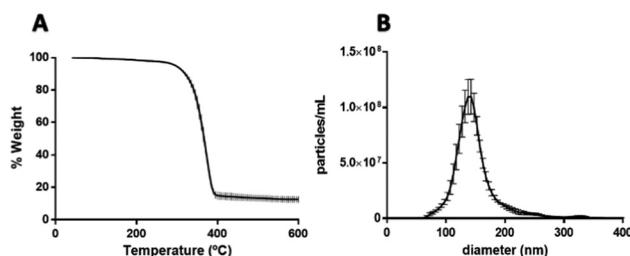 A
100
80
60
40
20
0
% Weight
0 200 400 600
Temperature (ºC)
B
1.5×10⁸
1.0×10⁸
5.0×10⁷
0
particles/mL
0 100 200 300 400
diameter (nm)